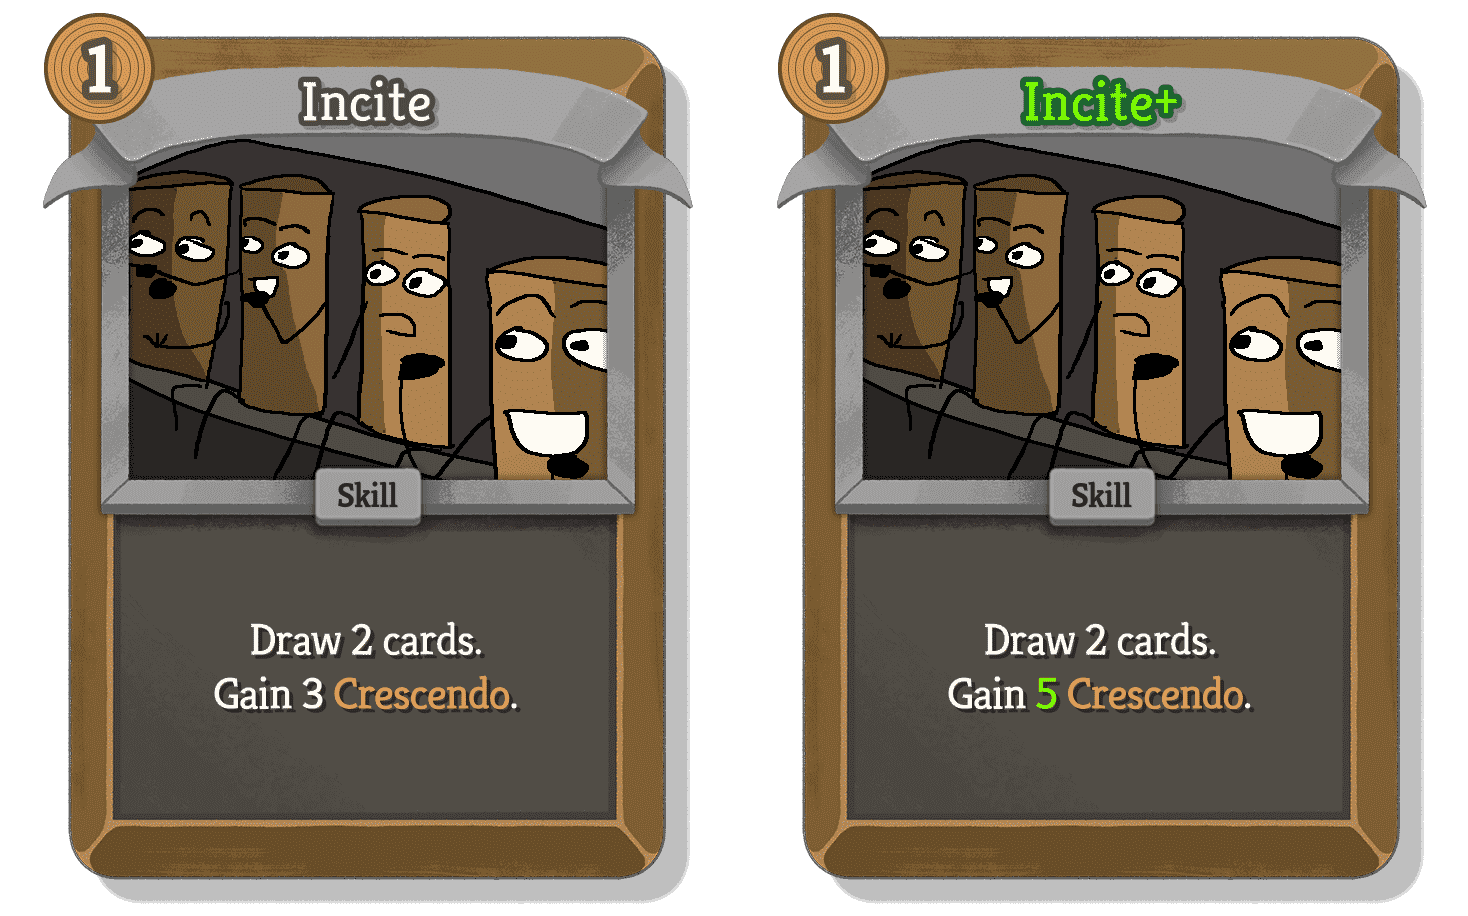 1
Incite
Skill
Draw 2 cards.
Gain 3 Crescendo.
1
Incite+
Skill
Draw 2 cards.
Gain 5 Crescendo.